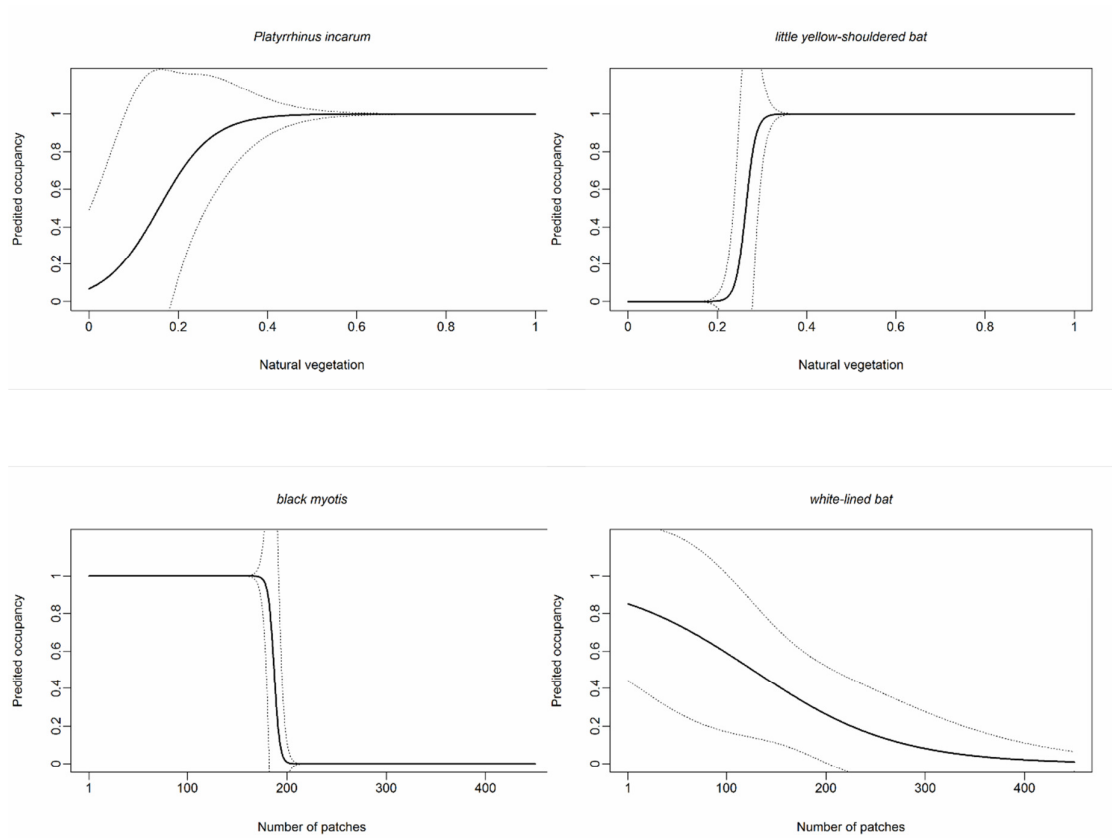 Platyrrhinus incarum
Predited occupancy
1
0.8
0.6
0.4
0.2
0
0 0.2 0.4 0.6 0.8 1
Natural vegetation
little yellow-shouldered bat
Predited occupancy
1
0.8
0.6
0.4
0.2
0
0 0.2 0.4 0.6 0.8 1
Natural vegetation
black myotis
Predited occupancy
1
0.8
0.6
0.4
0.2
0
1 100 200 300 400
Number of patches
white-lined bat
Predited occupancy
1
0.8
0.6
0.4
0.2
0
1 100 200 300 400
Number of patches